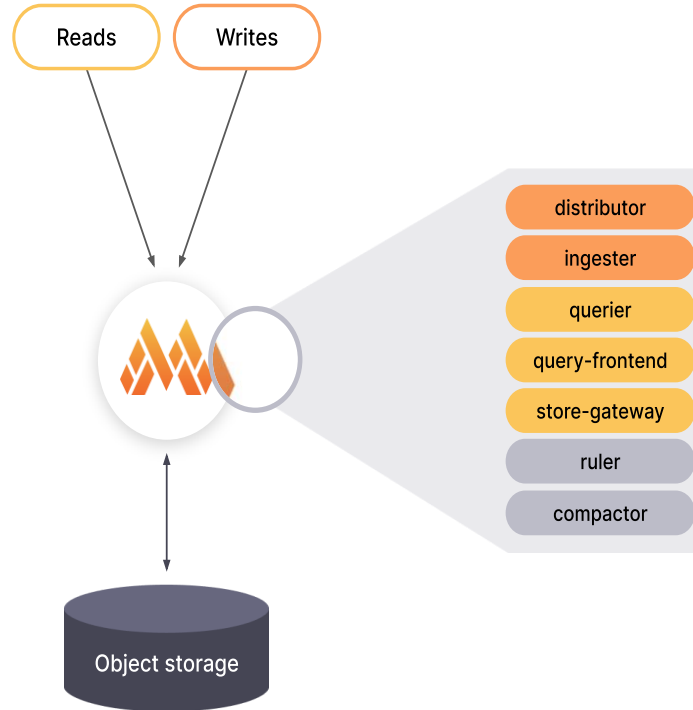 Reads
Writes
distributor
ingester
querier
query-frontend
store-gateway
ruler
compactor
Object storage